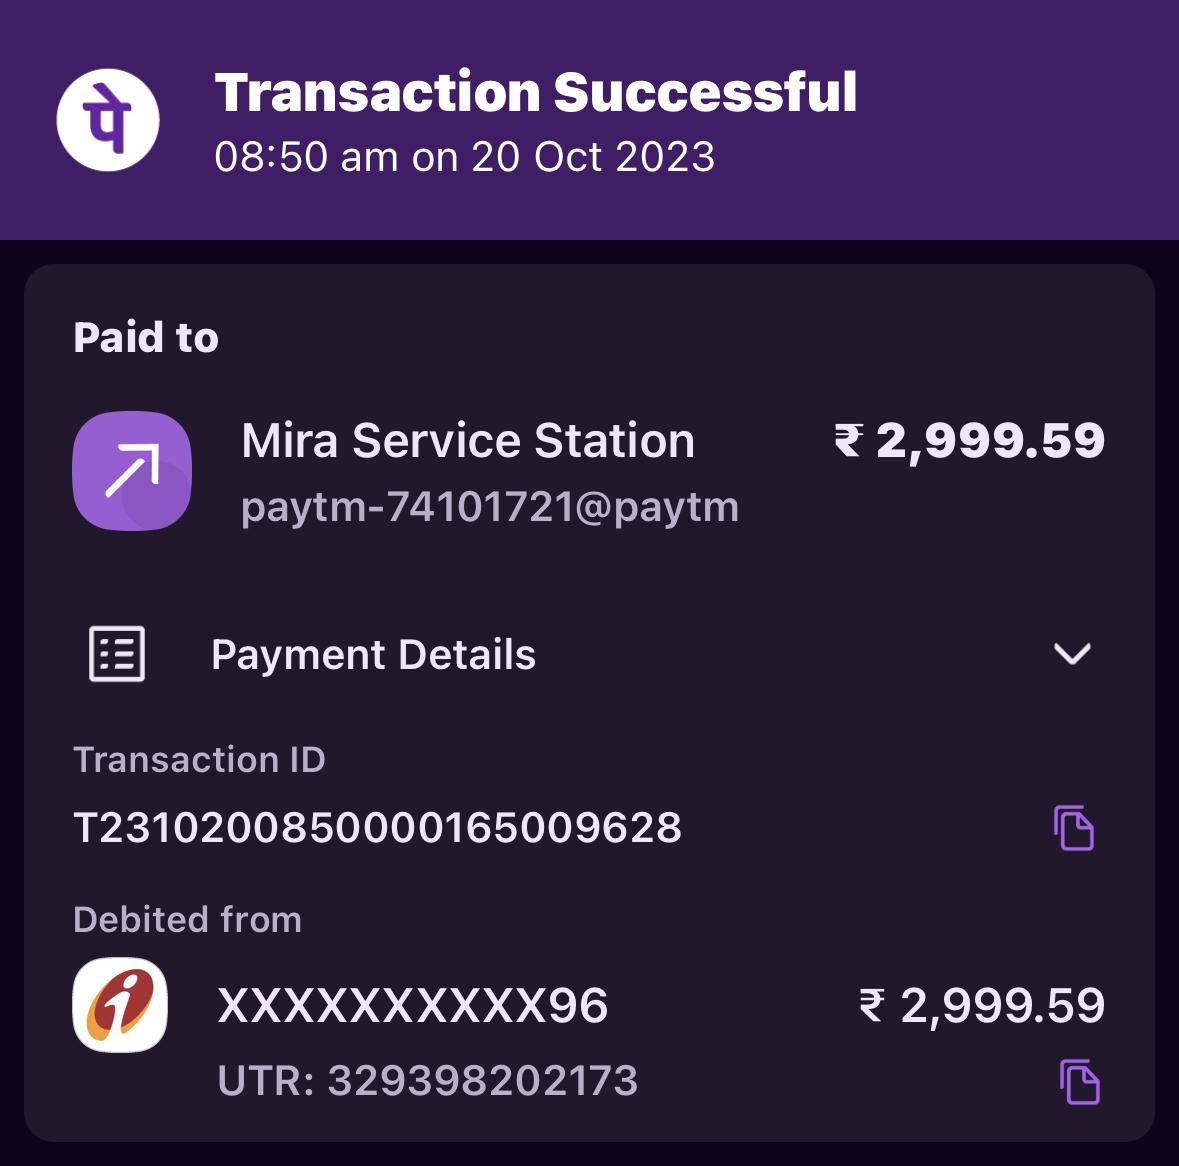 पे
Transaction Successful
08:50 am on 20 Oct 2023
Paid to
Mira Service Station
₹ 2,999.59
paytm-74101721@paytm
Payment Details
Transaction ID
T2310200850000165009628
Debited from
XXXXXXXXXX96
₹ 2,999.59
UTR: 329398202173